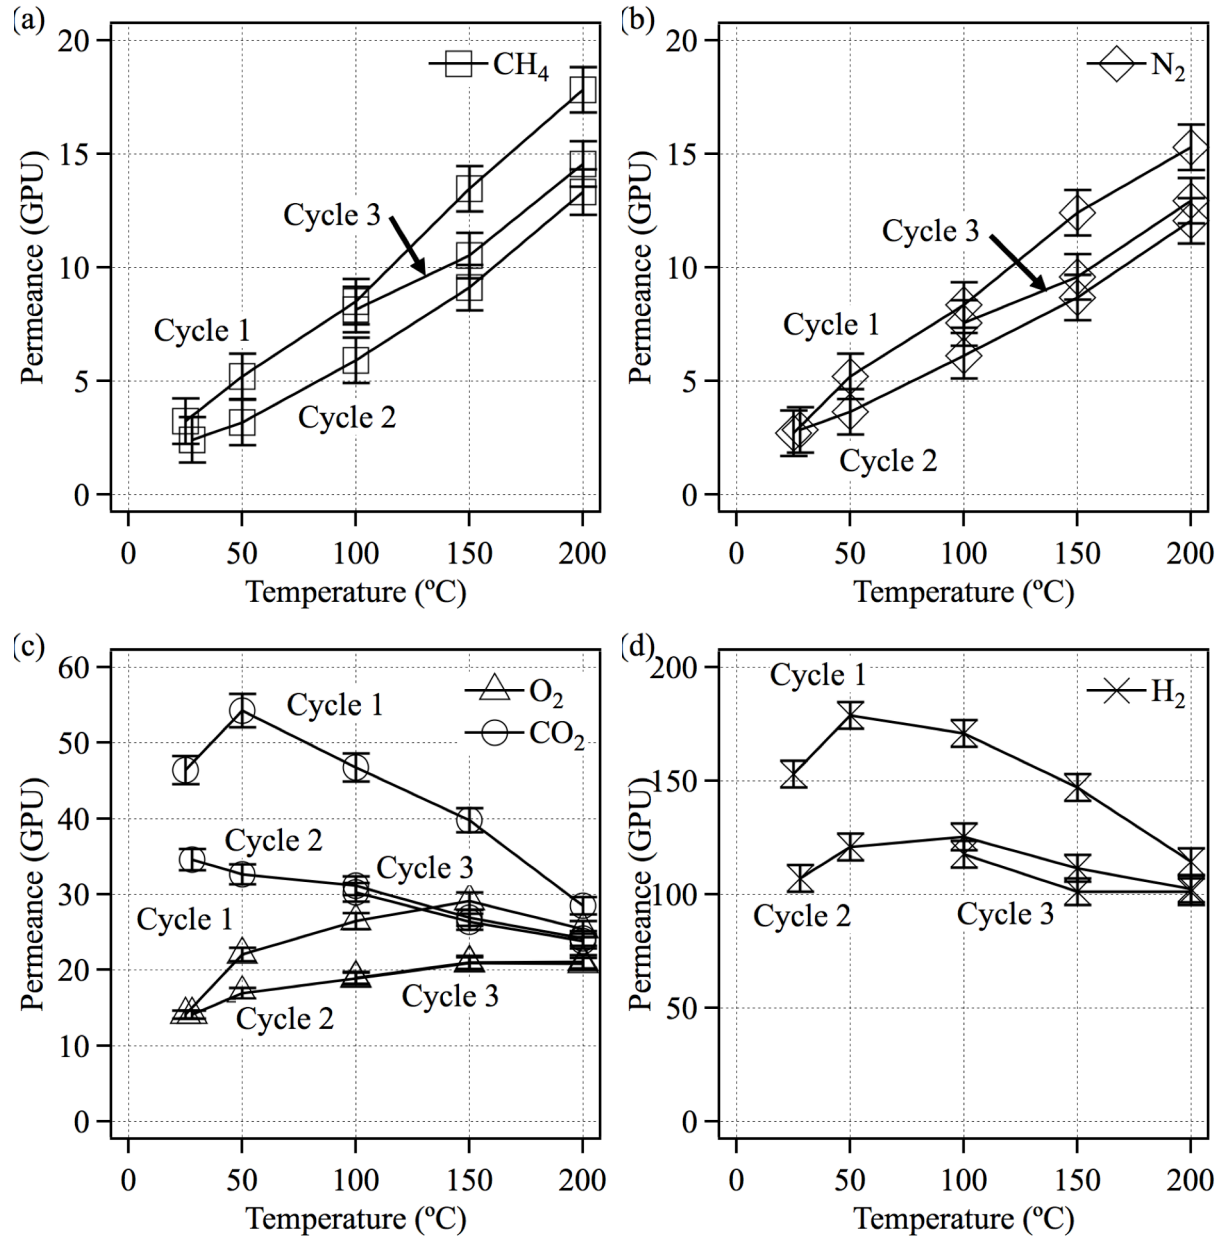 (a)
20
15
10
5
0
Permeance (GPU)
CH₄
Cycle 3
Cycle 1
Cycle 2
0 50 100 150 200
Temperature (ºC)
(b)
20
15
10
5
0
Permeance (GPU)
N₂
Cycle 3
Cycle 1
Cycle 2
0 50 100 150 200
Temperature (ºC)
(c)
60
50
40
30
20
10
0
Permeance (GPU)
O₂
CO₂
Cycle 1
Cycle 2
Cycle 3
Cycle 1
Cycle 3
Cycle 2
0 50 100 150 200
Temperature (ºC)
(d)
200
150
100
50
0
Permeance (GPU)
Cycle 1
H₂
Cycle 2
Cycle 3
0 50 100 150 200
Temperature (ºC)